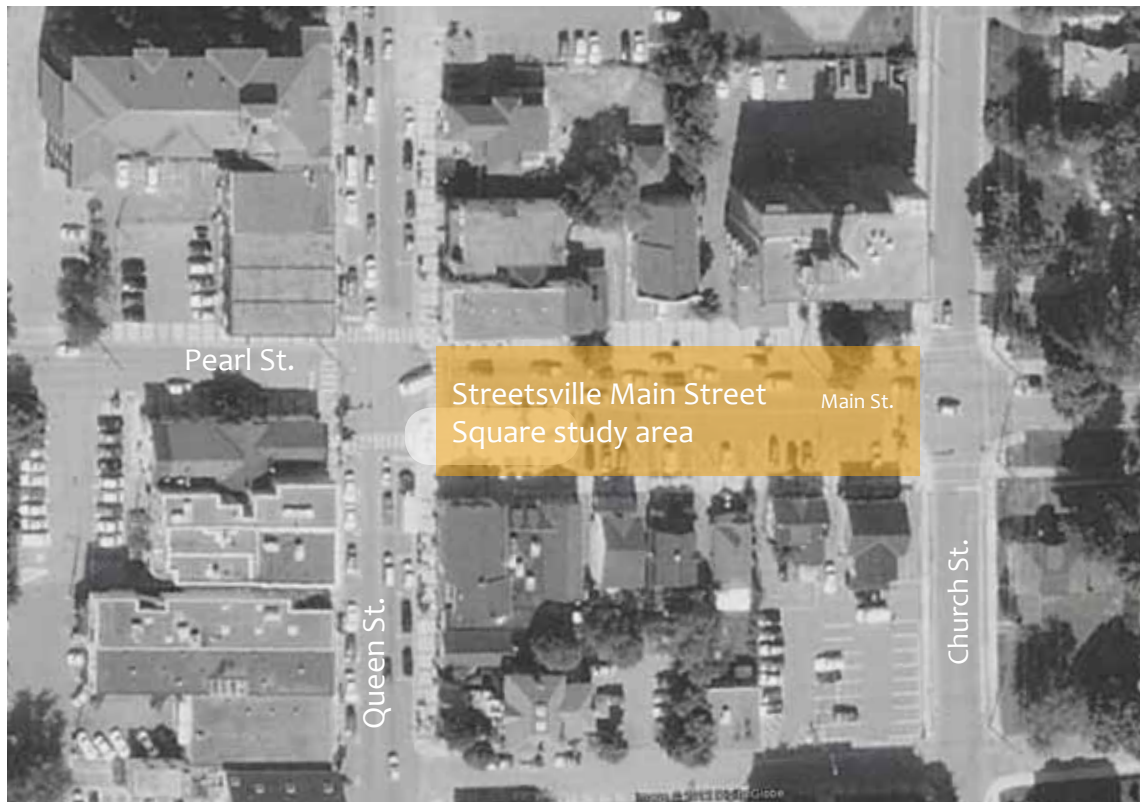 Pearl St.
Streetsville Main Street
Square study area
Main St.
Queen St.
Church St.